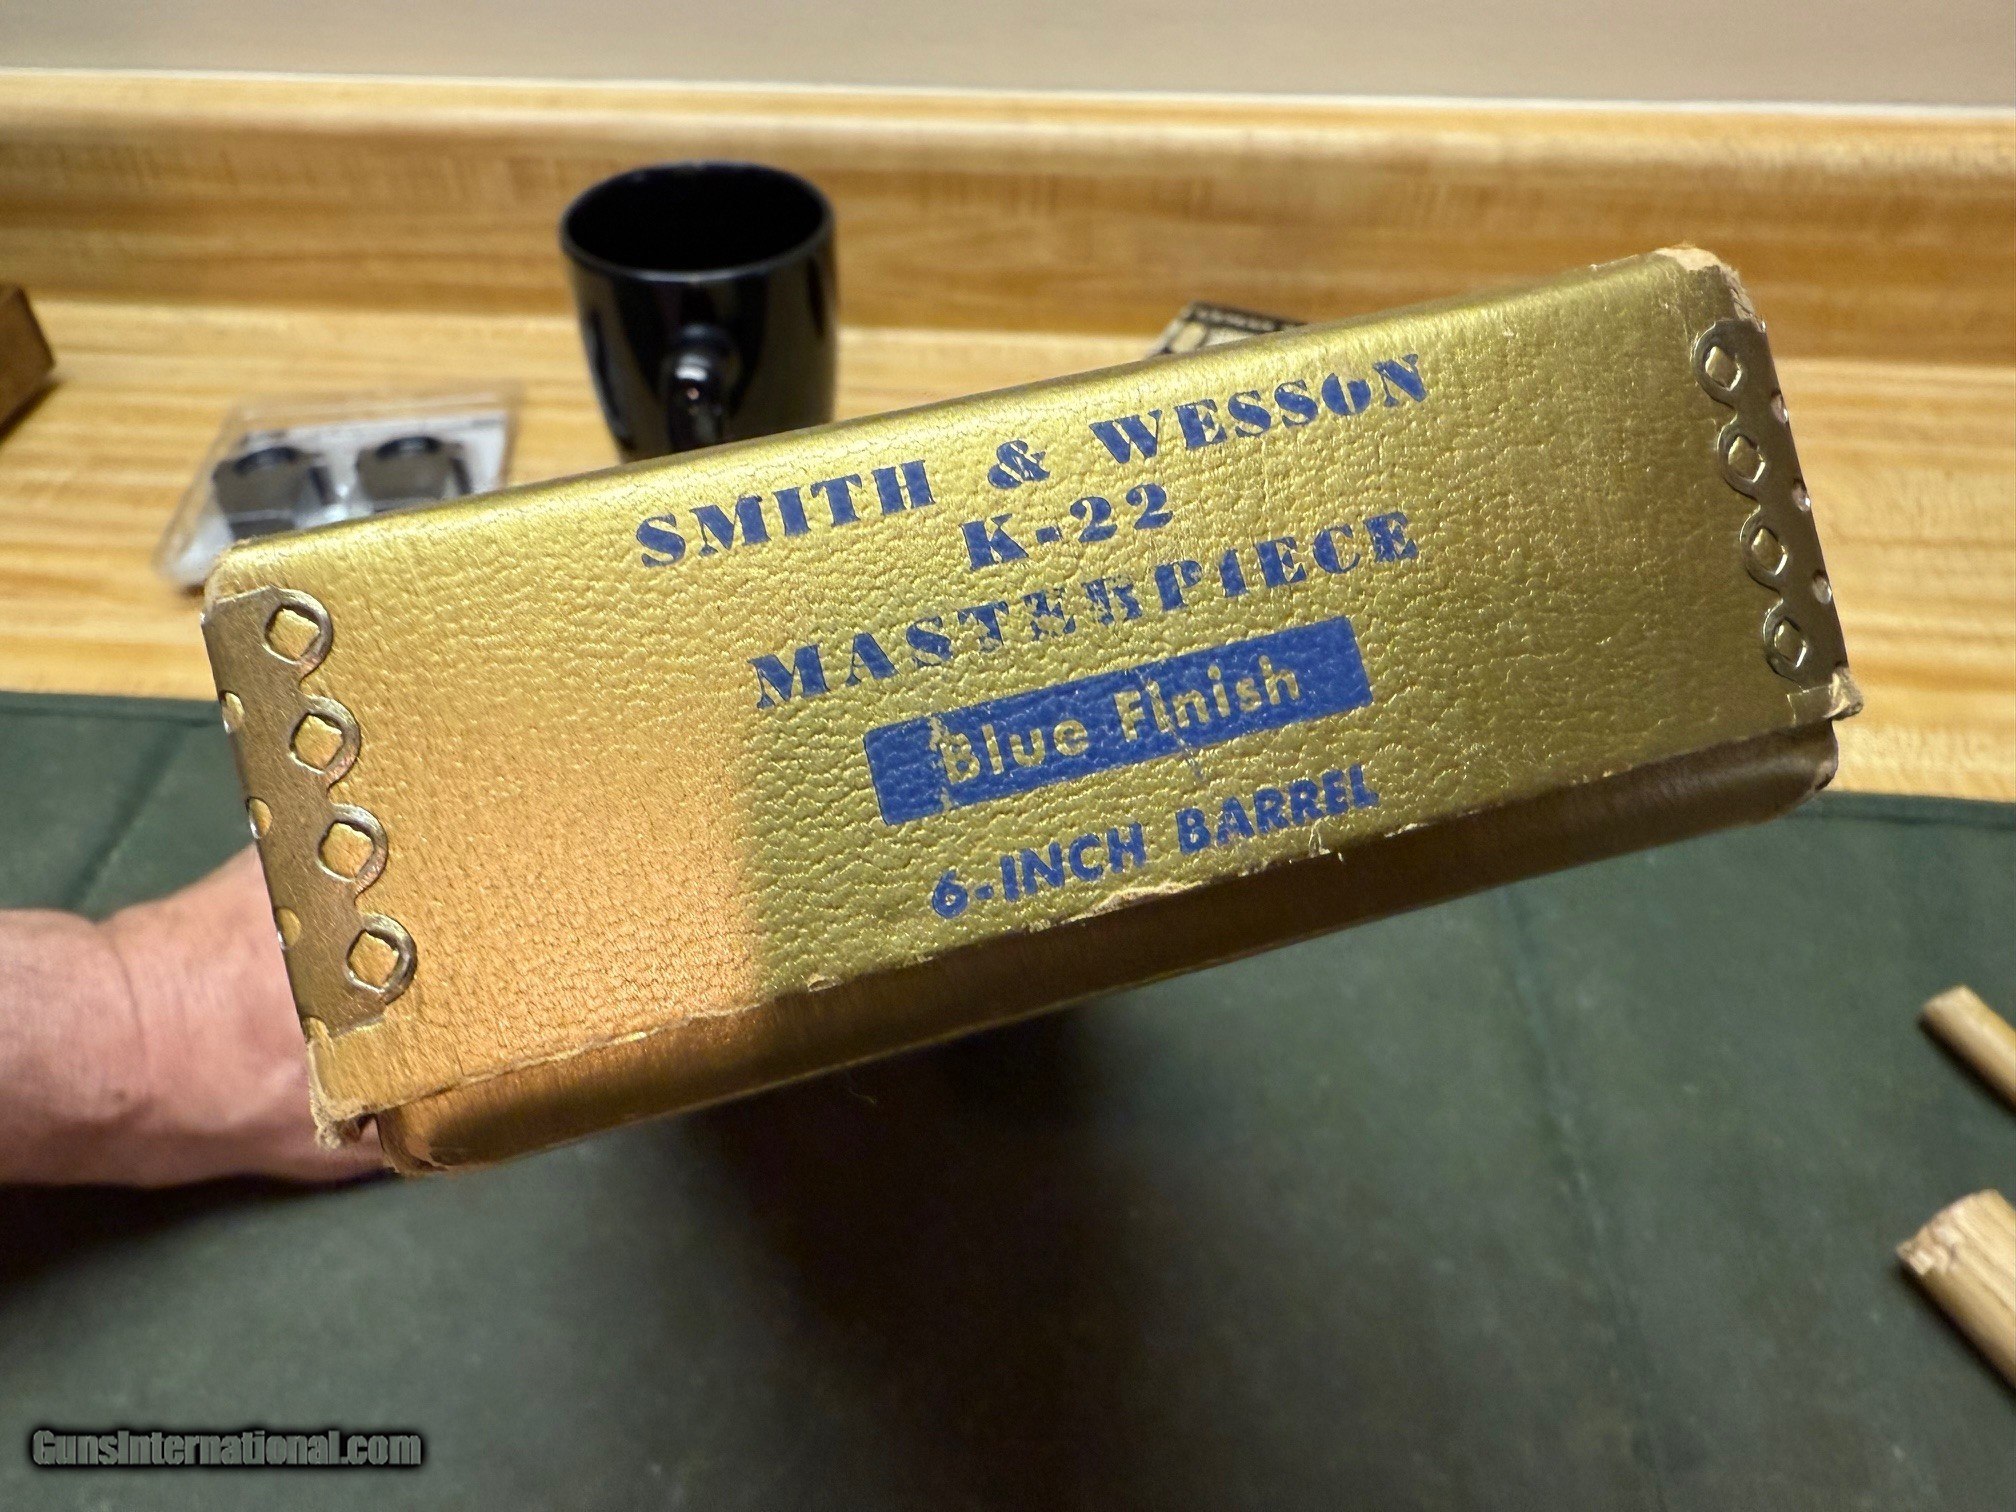 SMITH & WESSON
K-22
MASTERPIECE
Blue Finish
6-INCH BARREL
GunsInternational.com